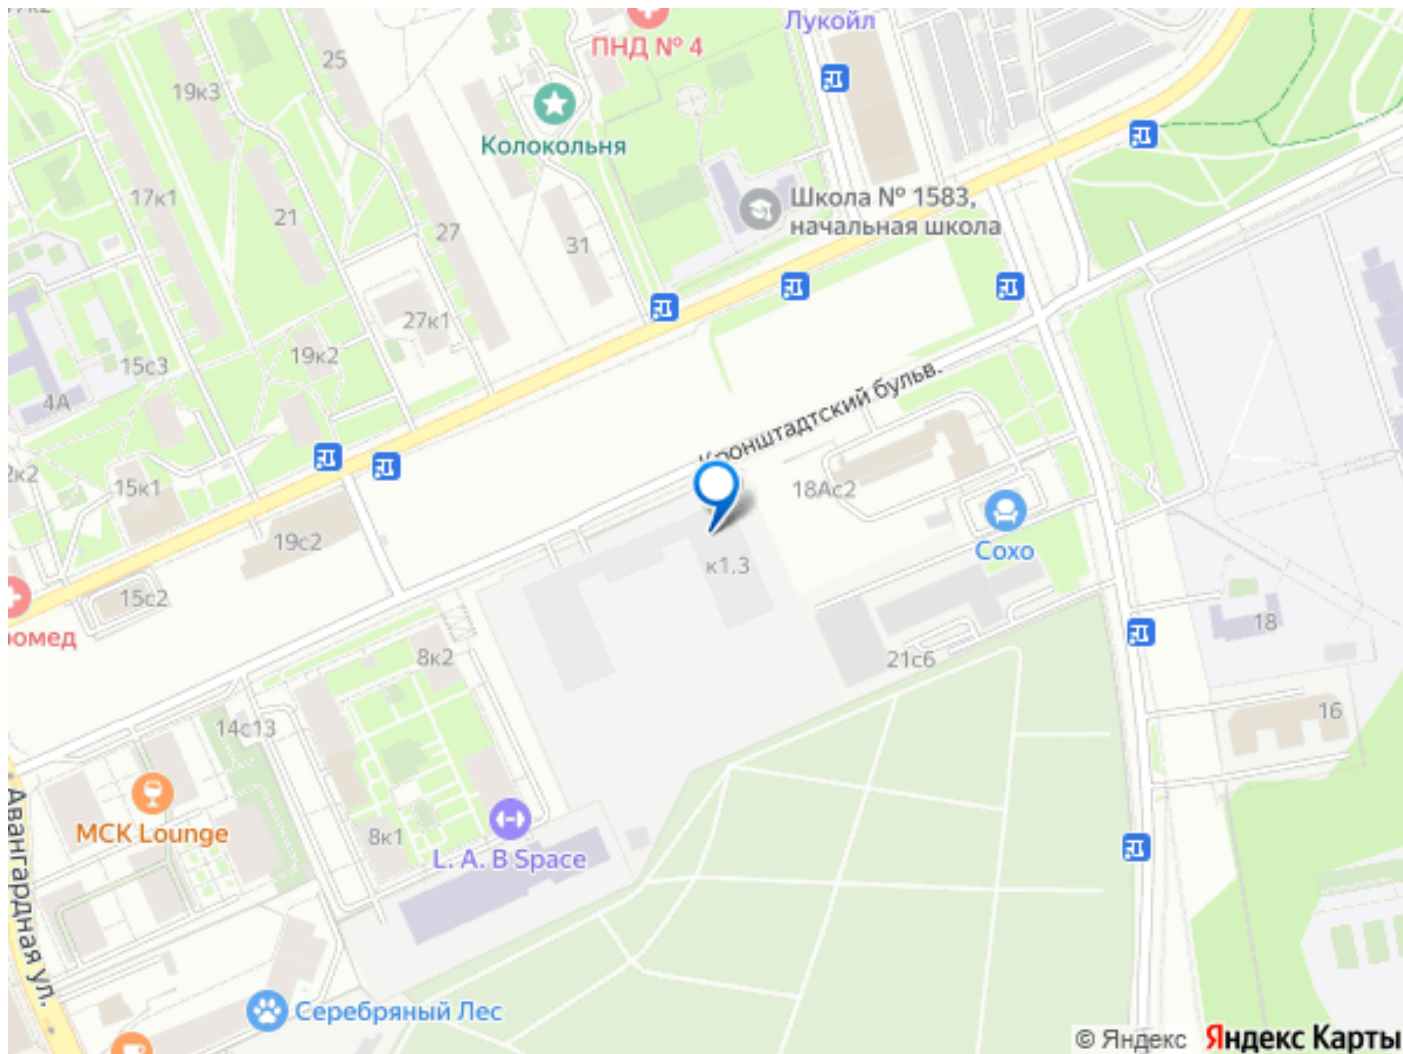 Лукойл
ПНД № 4
25
19к3
Колокольня
17к1
21
27
31
Школа № 1583,
начальная школа
27к1
19к2
15с3
4А
Кронштадтский бульв.
15к1
18Ас2
19с2
Сохо
к1.3
15с2
18
8к2
21с6
16
14с13
MCK Lounge
8к1
L. A. B Space
Авангардная ул.
Серебряный Лес
© Яндекс Яндекс Карты